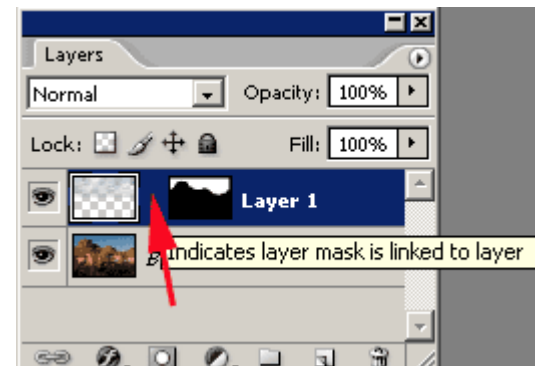 Layers
Normal Opacity: 100%
Lock: Fill: 100%
Layer 1
Indicates layer mask is linked to layer